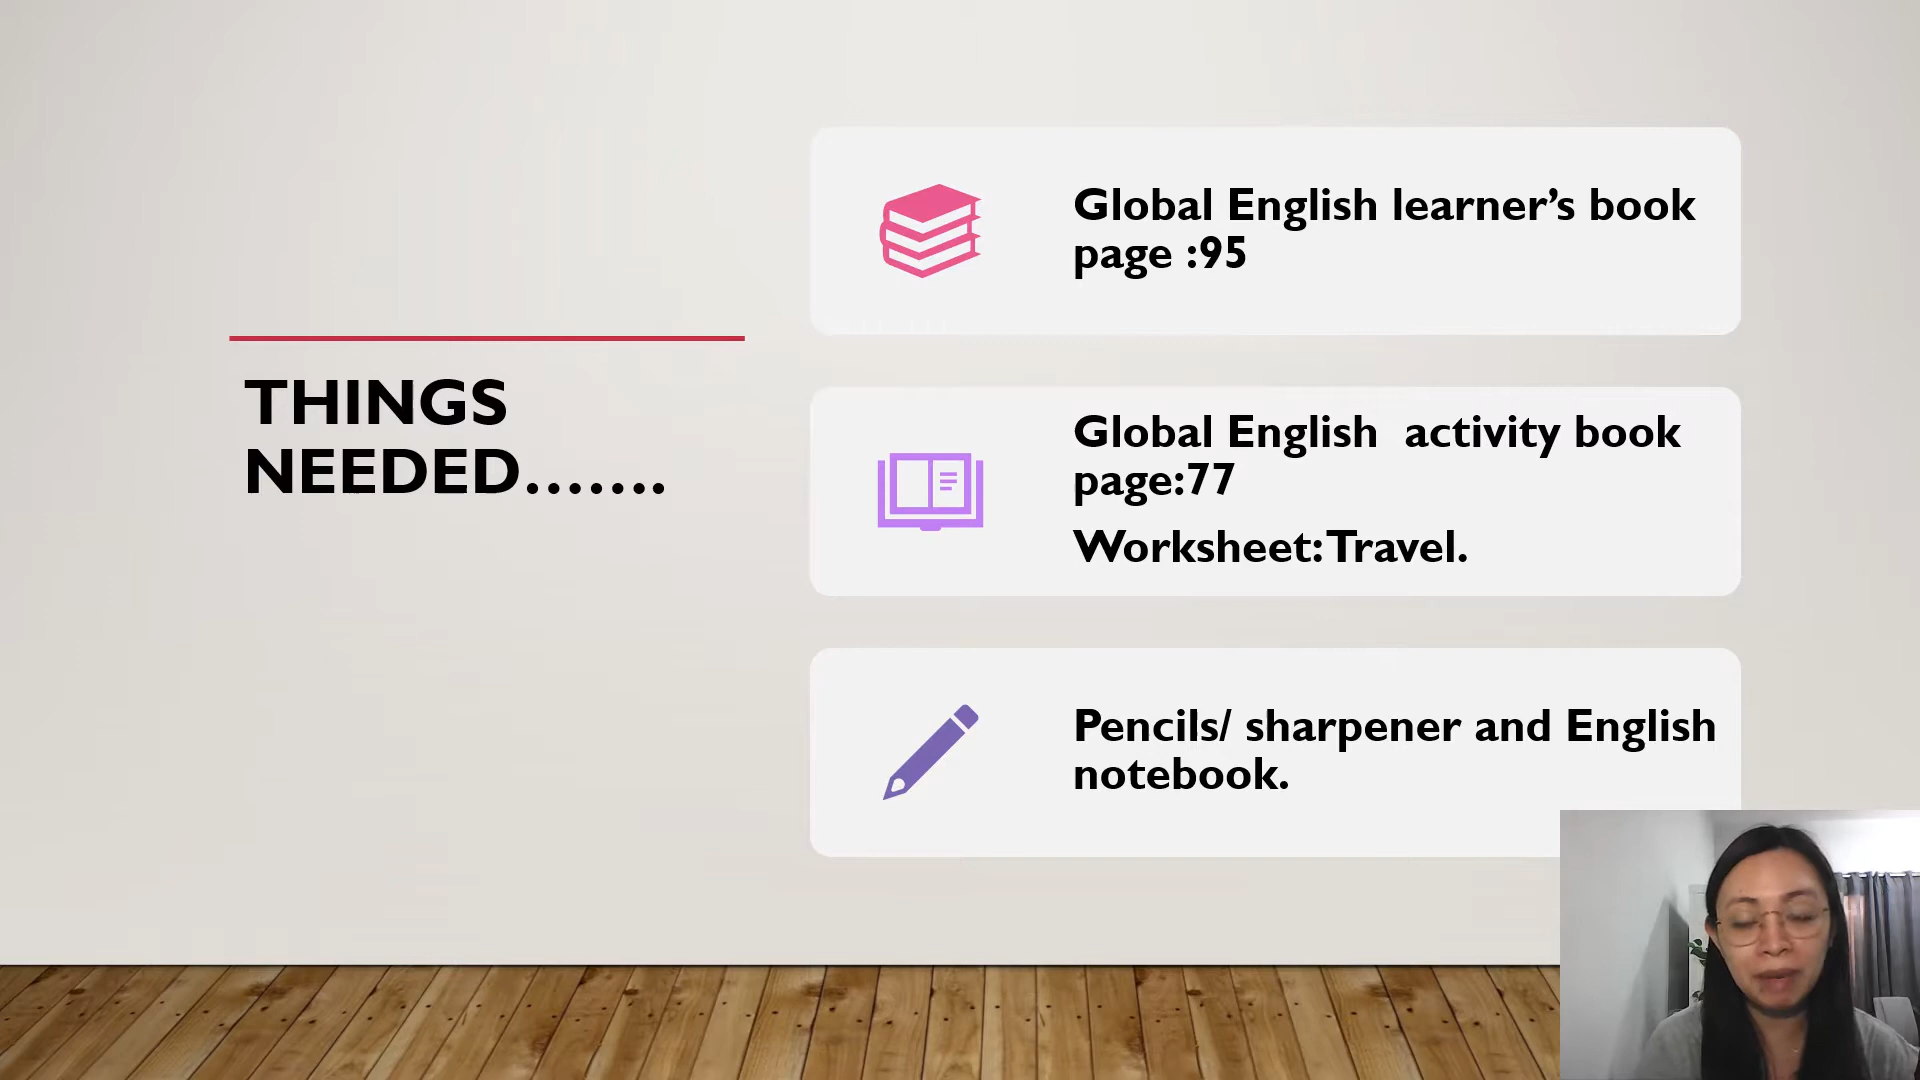 THINGS
NEEDED.......
Global English learner’s book
page :95
Global English  activity book
page:77
Worksheet: Travel.
Pencils/ sharpener and English
notebook.